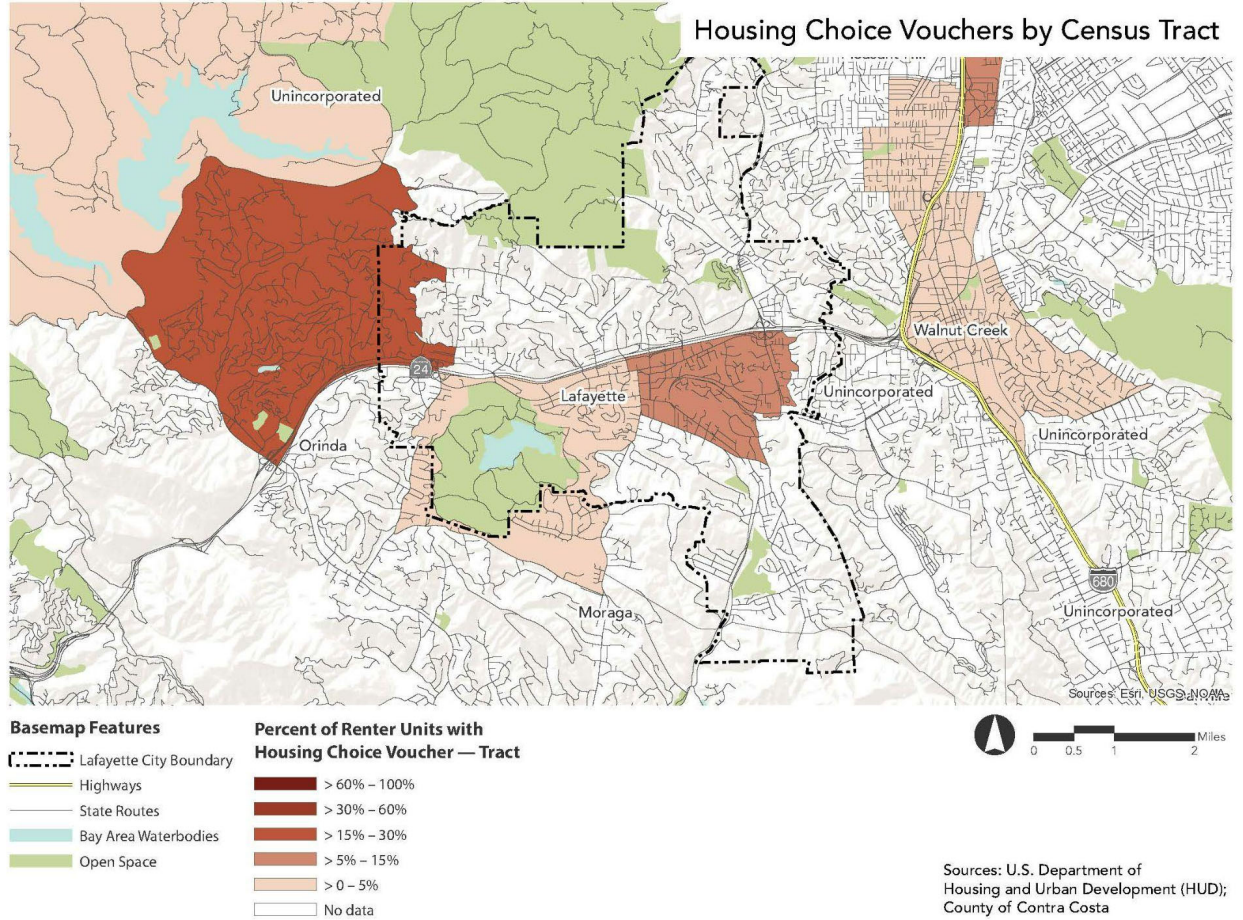 Housing Choice Vouchers by Census Tract
Unincorporated
Walnut Creek
24
Lafayette
Unincorporated
Orinda
Unincorporated
680
Moraga
Unincorporated
Sources: Esri, USGS, NOAA
Basemap Features
Lafayette City Boundary
Highways
State Routes
Bay Area Waterbodies
Open Space
Percent of Renter Units with
Housing Choice Voucher — Tract
> 60% – 100%
> 30% – 60%
> 15% – 30%
> 5% – 15%
> 0 – 5%
No data
Miles
0 0.5 1 2
Sources: U.S. Department of
Housing and Urban Development (HUD);
County of Contra Costa